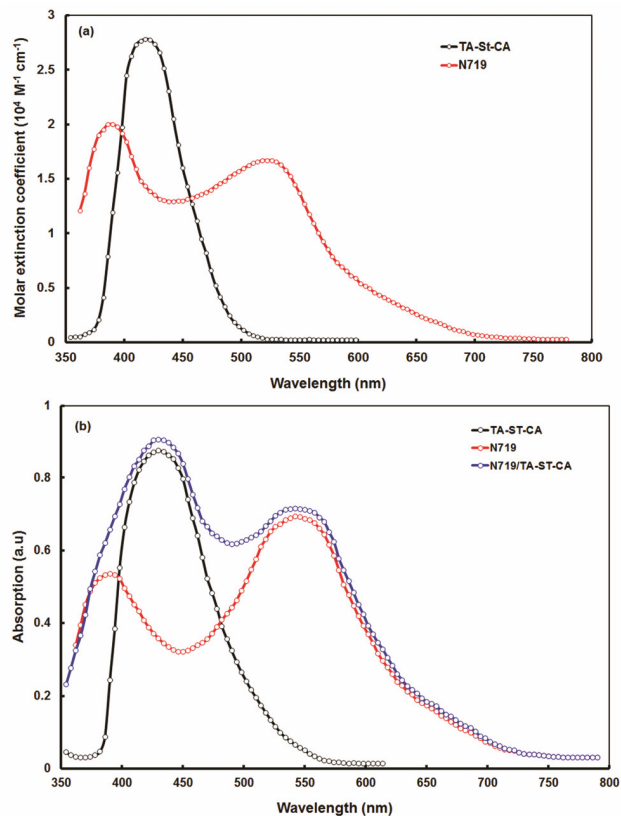 (a)
TA-St-CA
N719
Molar extinction coefficient (10⁴ M⁻¹ cm⁻¹)
3
2.5
2
1.5
1
0.5
0
350 400 450 500 550 600 650 700 750 800
Wavelength (nm)
(b)
TA-ST-CA
N719
N719/TA-ST-CA
Absorption (a.u)
1
0.8
0.6
0.4
0.2
0
350 400 450 500 550 600 650 700 750 800
Wavelength (nm)